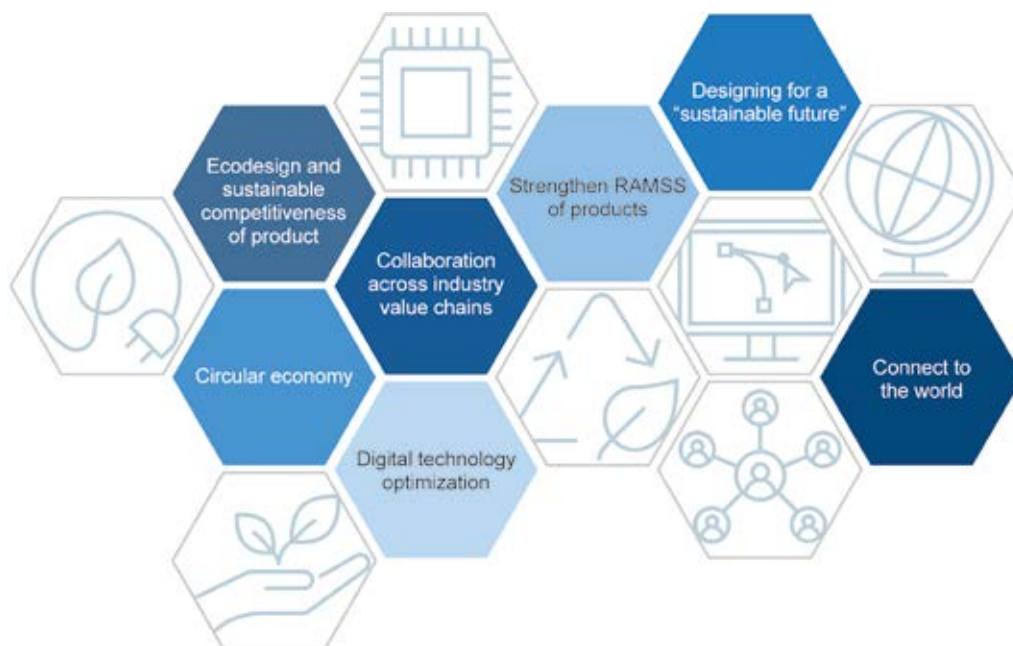 Designing for a
“sustainable future”
Ecodesign and
sustainable
competitiveness
of product
Strengthen RAMSS
of products
Collaboration
across industry
value chains
Circular economy
Connect to
the world
Digital technology
optimization